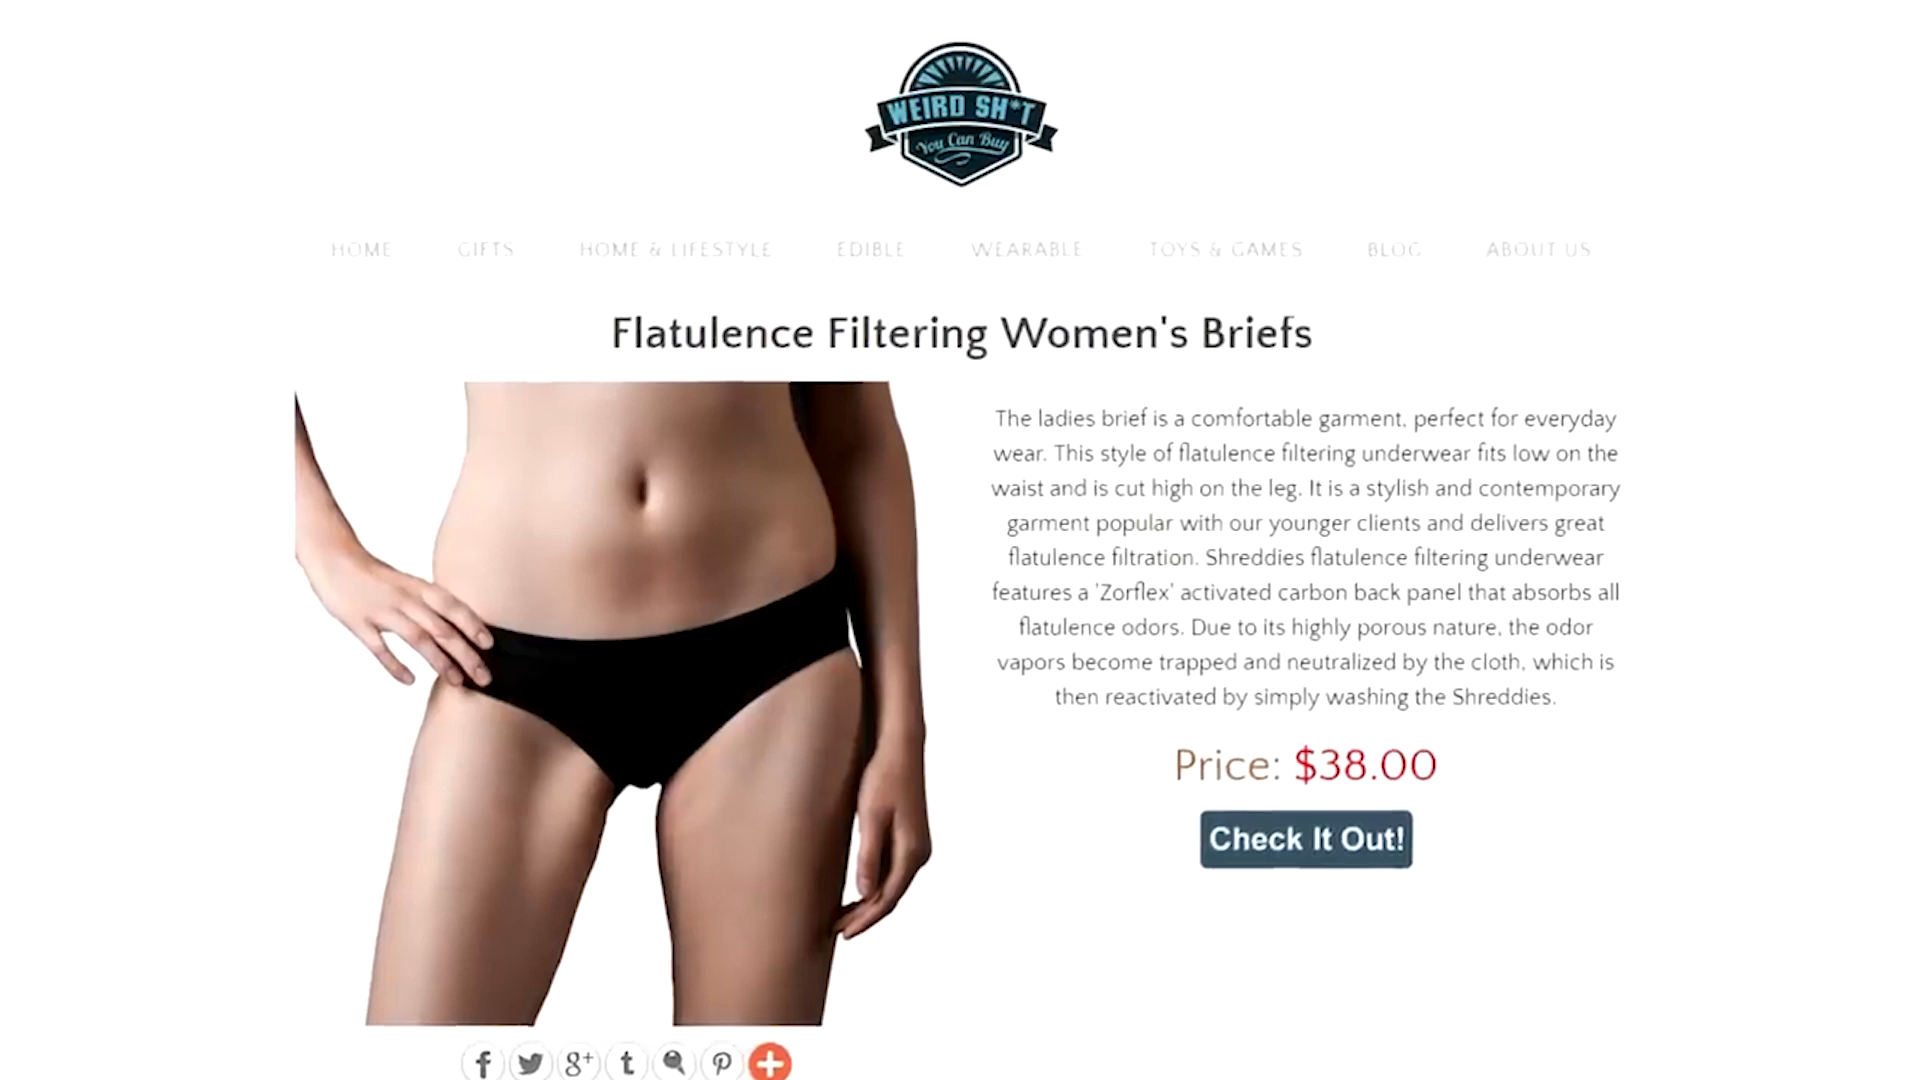 WEIRD SH*T
You Can Buy
HOME GIFTS HOME & LIFESTYLE EDIBLE WEARABLE TOYS & GAMES BLOG ABOUT US
Flatulence Filtering Women's Briefs
The ladies brief is a comfortable garment, perfect for everyday
wear. This style of flatulence filtering underwear fits low on the
waist and is cut high on the leg. It is a stylish and contemporary
garment popular with our younger clients and delivers great
flatulence filtration. Shreddies flatulence filtering underwear
features a 'Zorflex' activated carbon back panel that absorbs all
flatulence odors. Due to its highly porous nature, the odor
vapors become trapped and neutralized by the cloth, which is
then reactivated by simply washing the Shreddies.
Price: $38.00
Check It Out!
f g+ t